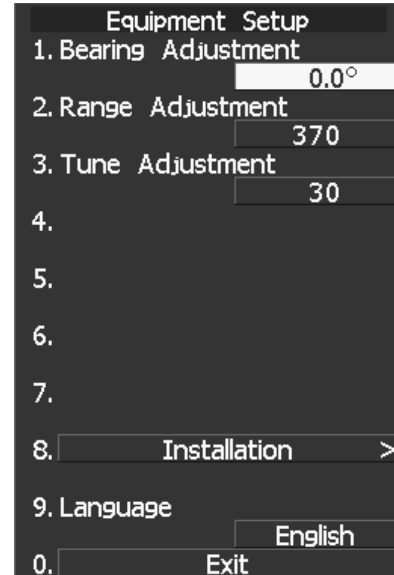 Equipment Setup
1. Bearing Adjustment
0.0°
2. Range Adjustment
370
3. Tune Adjustment
30
4.
5.
6.
7.
8. Installation >
9. Language
English
0. Exit